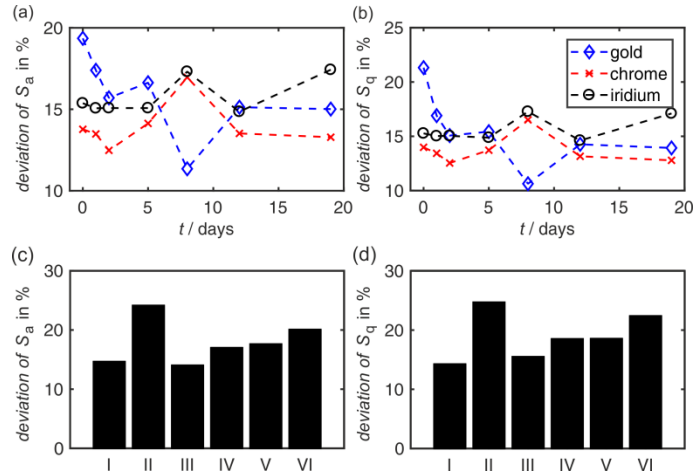 (a)
20
15
10
deviation of Sa in %
0 5 10 15 20
t / days
(b)
25
20
15
10
deviation of Sq in %
gold
chrome
iridium
0 5 10 15 20
t / days
(c)
30
20
10
0
deviation of Sa in %
I II III IV V VI
(d)
30
20
10
0
deviation of Sq in %
I II III IV V VI